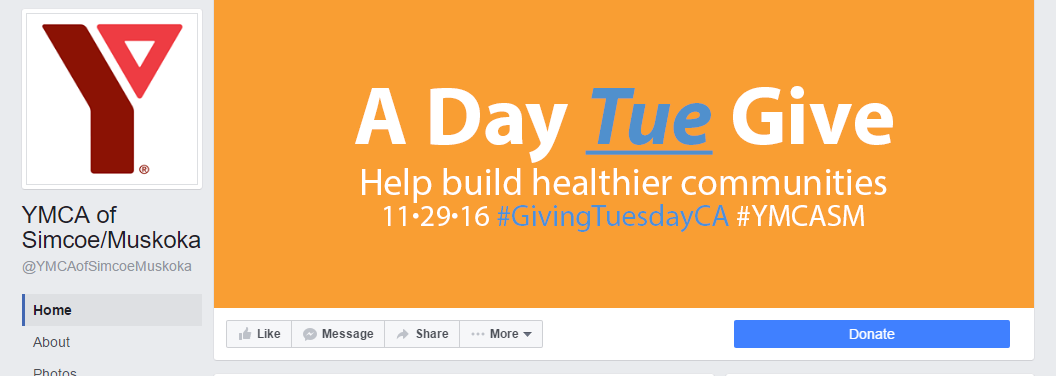 Y®
YMCA of
Simcoe/Muskoka
@YMCAofSimcoeMuskoka
Home
About
Photos
A Day Tue Give
Help build healthier communities
11•29•16 #GivingTuesdayCA #YMCASM
Like Message Share ··· More
Donate